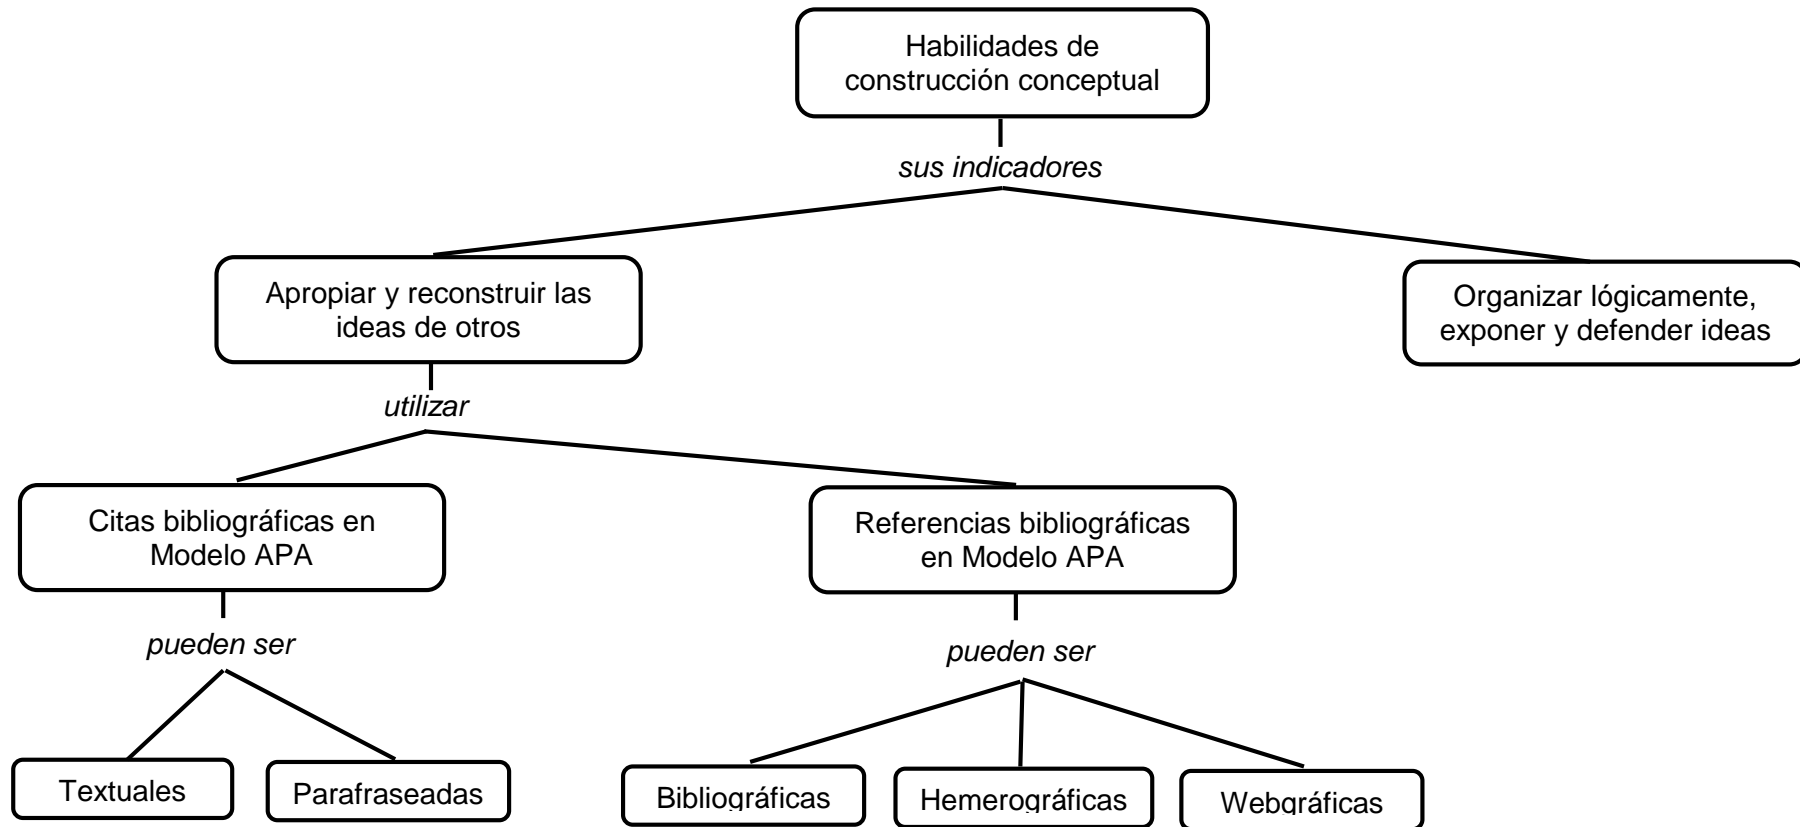 Habilidades de
construcción conceptual
sus indicadores
Apropiar y reconstruir las
ideas de otros
Organizar lógicamente,
exponer y defender ideas
utilizar
Citas bibliográficas en
Modelo APA
Referencias bibliográficas
en Modelo APA
pueden ser
pueden ser
Textuales
Parafraseadas
Bibliográficas
Hemerográficas
Webgráficas